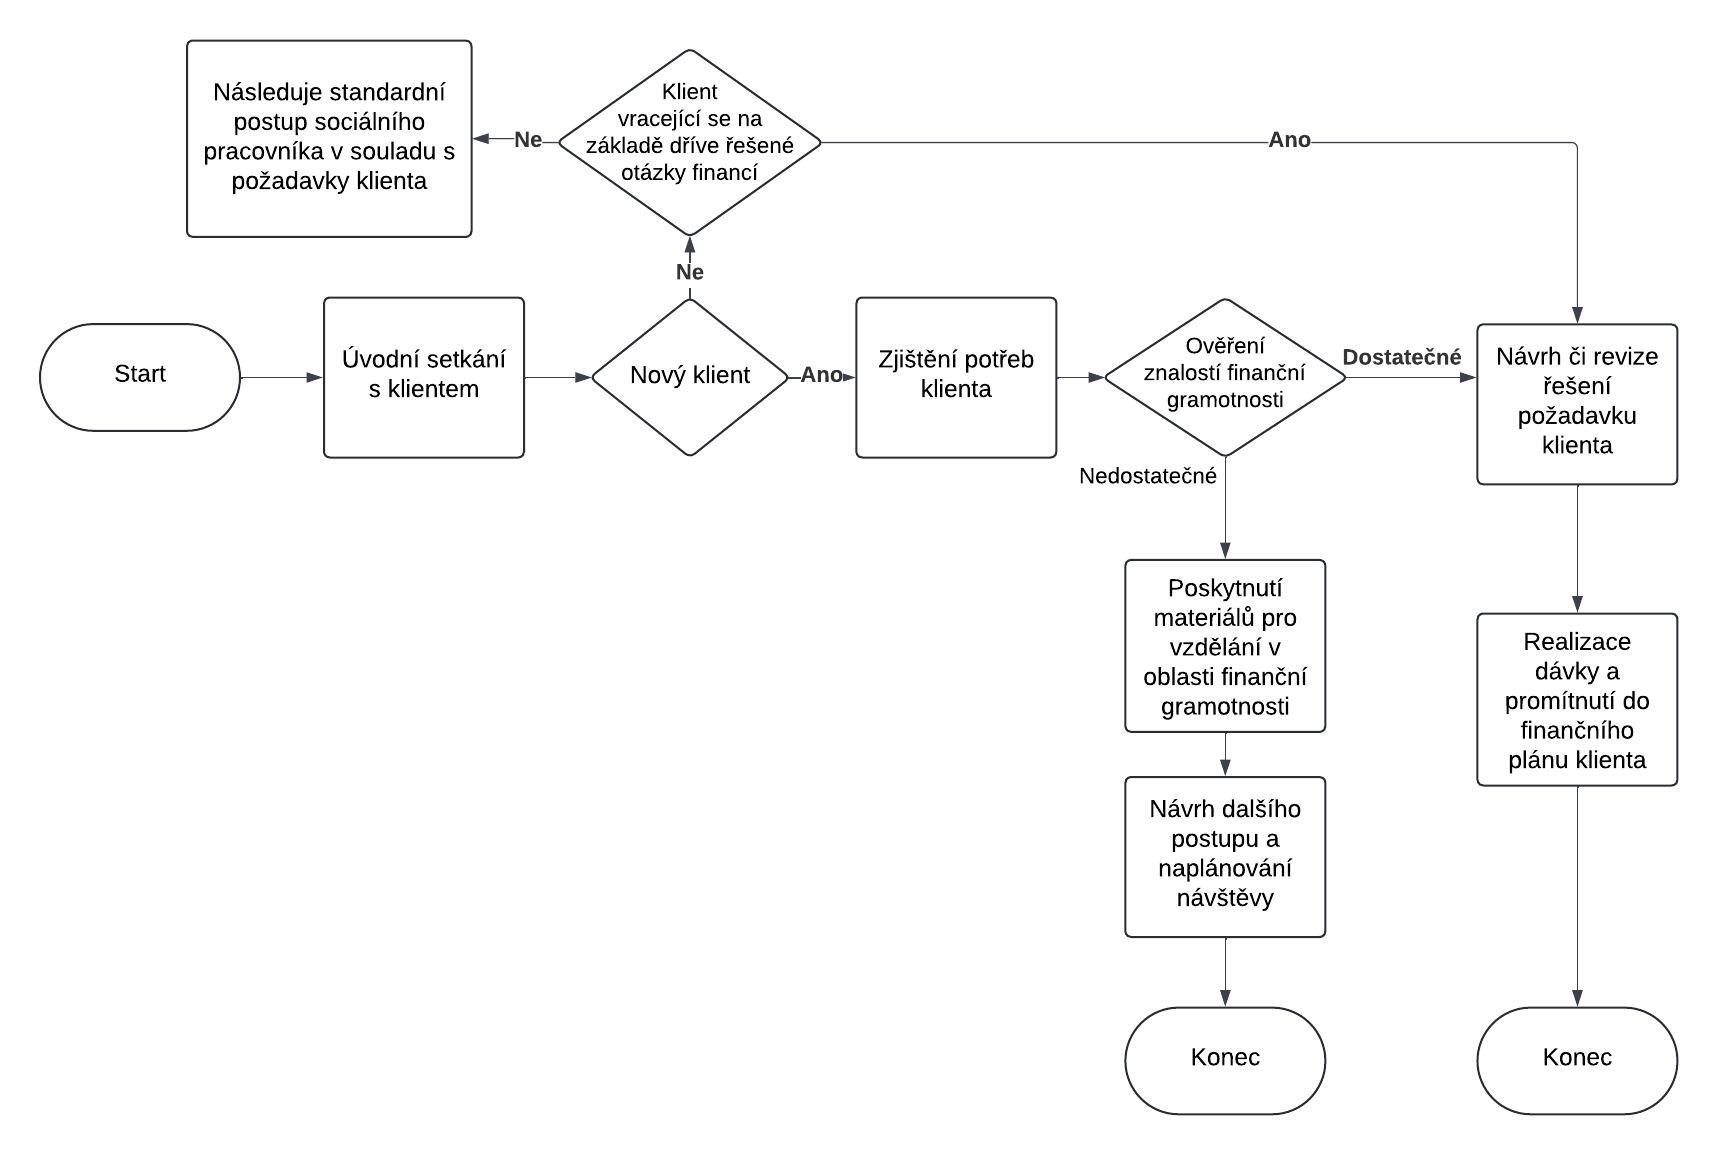 Následuje standardní
postup sociálního
pracovníka v souladu s
požadavky klienta
Ne
Klient
vracející se na
základě dříve řešené
otázky financí
Ano
Ne
Start
Úvodní setkání
s klientem
Nový klient
Ano
Zjištění potřeb
klienta
Ověření
znalostí finanční
gramotnosti
Dostatečné
Návrh či revize
řešení
požadavku
klienta
Nedostatečné
Poskytnutí
materiálů pro
vzdělání v
oblasti finanční
gramotnosti
Realizace
dávky a
promítnutí do
finančního
plánu klienta
Návrh dalšího
postupu a
naplánování
návštěvy
Konec
Konec